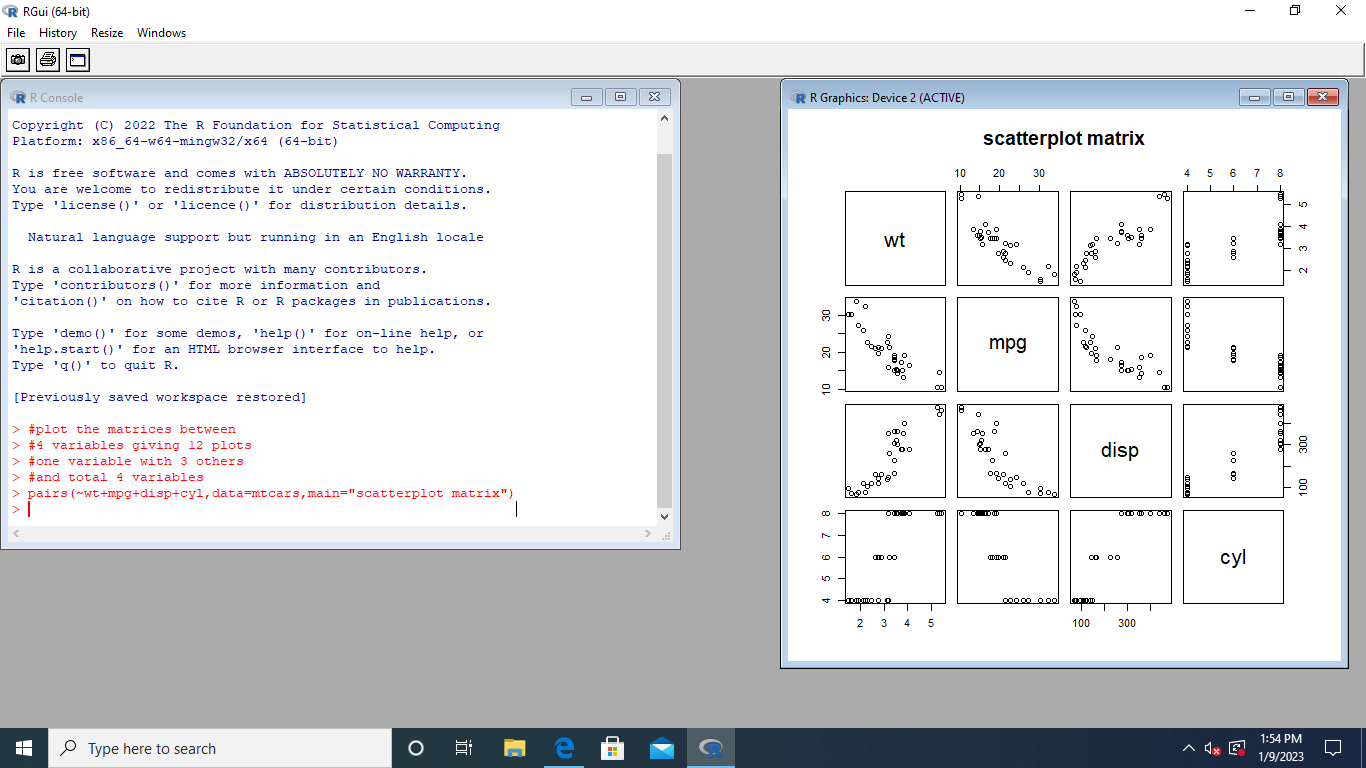 RGui (64-bit)
File History Resize Windows
R Console
Copyright (C) 2022 The R Foundation for Statistical Computing
Platform: x86_64-w64-mingw32/x64 (64-bit)
R is free software and comes with ABSOLUTELY NO WARRANTY.
You are welcome to redistribute it under certain conditions.
Type 'license()' or 'licence()' for distribution details.
Natural language support but running in an English locale
R is a collaborative project with many contributors.
Type 'contributors()' for more information and
'citation()' on how to cite R or R packages in publications.
Type 'demo()' for some demos, 'help()' for on-line help, or
'help.start()' for an HTML browser interface to help.
Type 'q()' to quit R.
[Previously saved workspace restored]
> #plot the matrices between
> #4 variables giving 12 plots
> #one variable with 3 others
> #and total 4 variables
> pairs(~wt+mpg+disp+cyl,data=mtcars,main="scatterplot matrix")
>
R Graphics: Device 2 (ACTIVE)
scatterplot matrix
10 20 30
4 5 6 7 8
wt
5
4
3
2
30
20
10
mpg
disp
300
100
8
7
6
5
4
cyl
2 3 4 5
100 300
Type here to search
1:54 PM
1/9/2023